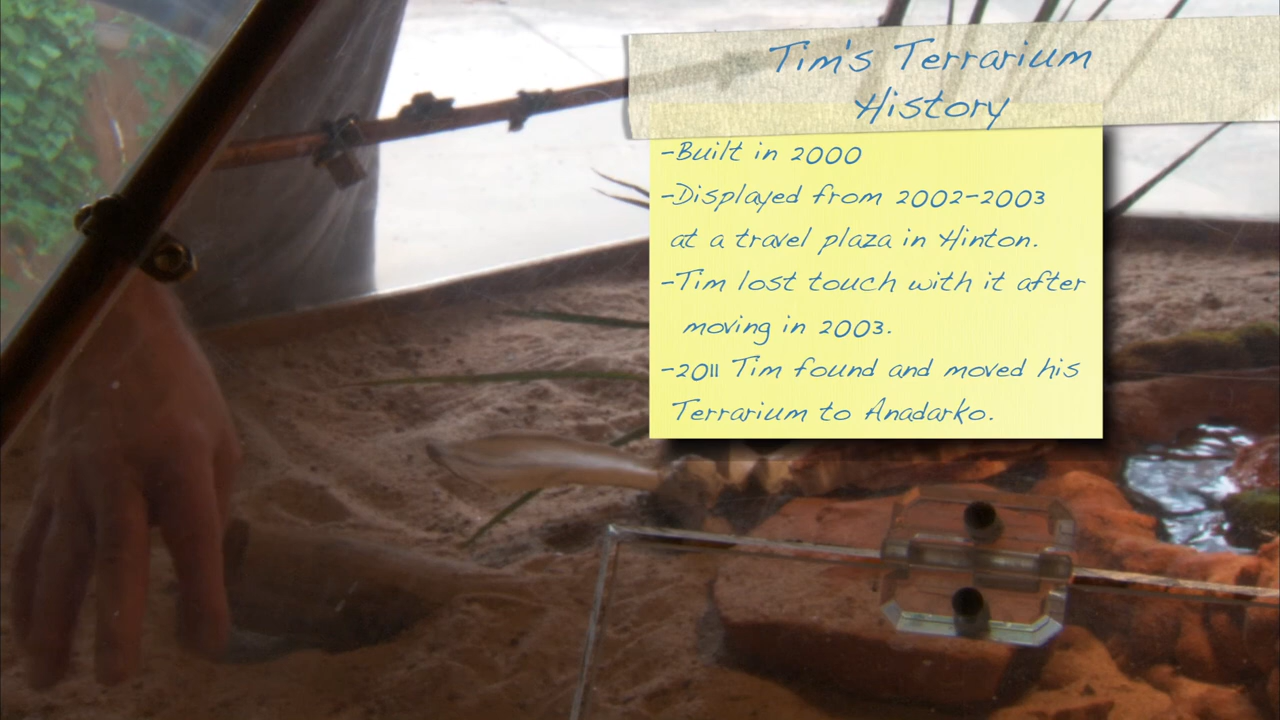 Tim's Terrarium
History
-Built in 2000
-Displayed from 2002-2003
at a travel plaza in Hinton.
-Tim lost touch with it after
moving in 2003.
-2011 Tim found and moved his
Terrarium to Anadarko.